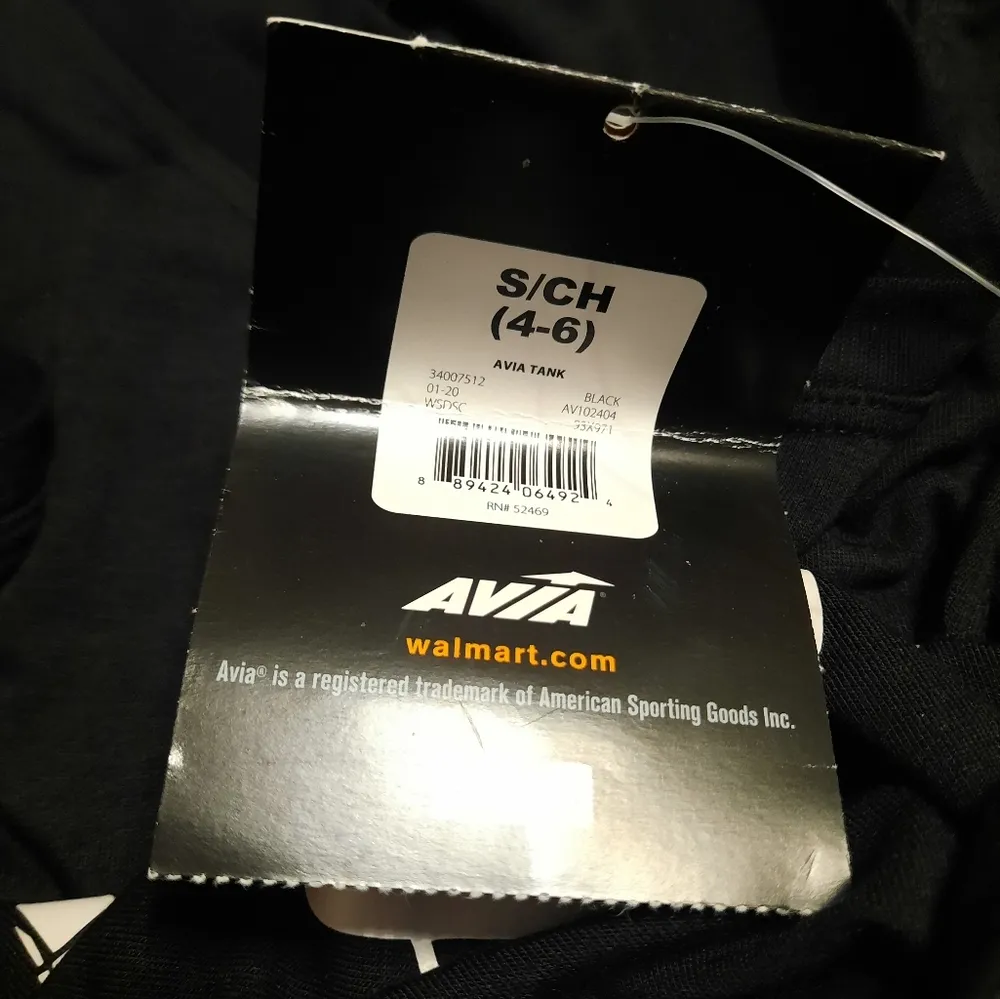 S/CH
(4-6)
AVIA TANK
34007512
01-20 BLACK
WSDSC AV102404
93X971
8 89424 06492 4
RN# 52469
AVIA
walmart.com
Avia® is a registered trademark of American Sporting Goods Inc.